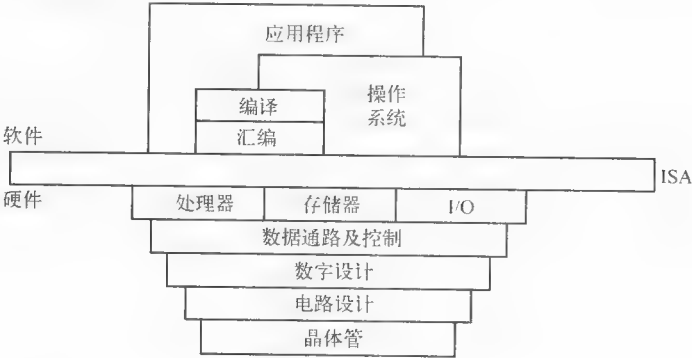 应用程序
操作
系统
编译
汇编
软件
ISA
硬件
处理器
存储器
I/O
数据通路及控制
数字设计
电路设计
晶体管